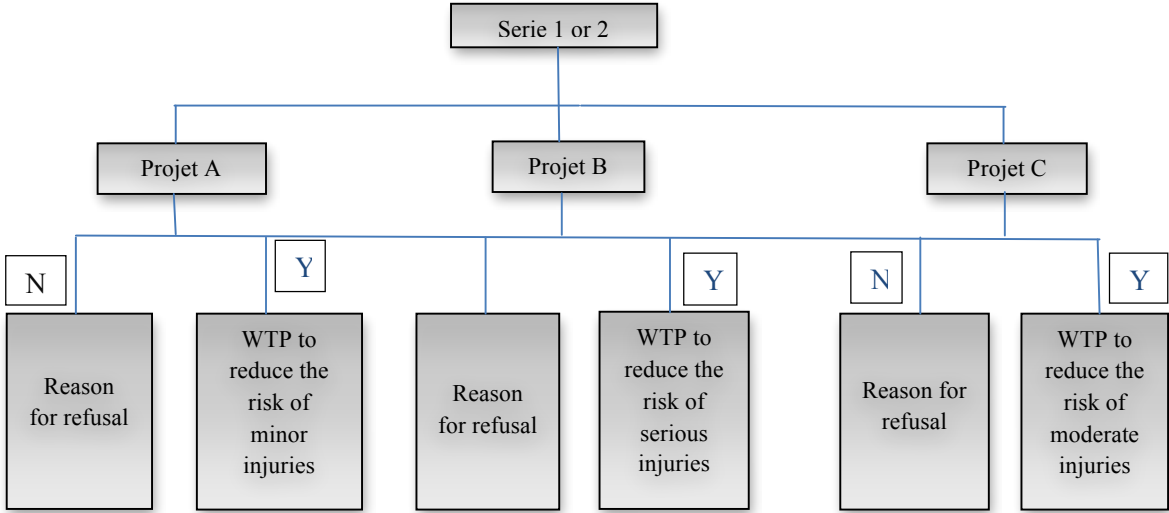 Serie 1 or 2
Projet A
Projet B
Projet C
N
Y
Y
N
Y
Reason
for refusal
WTP to
reduce the
risk of
minor
injuries
Reason
for refusal
WTP to
reduce the
risk of
serious
injuries
Reason for
refusal
WTP to
reduce the
risk of
moderate
injuries